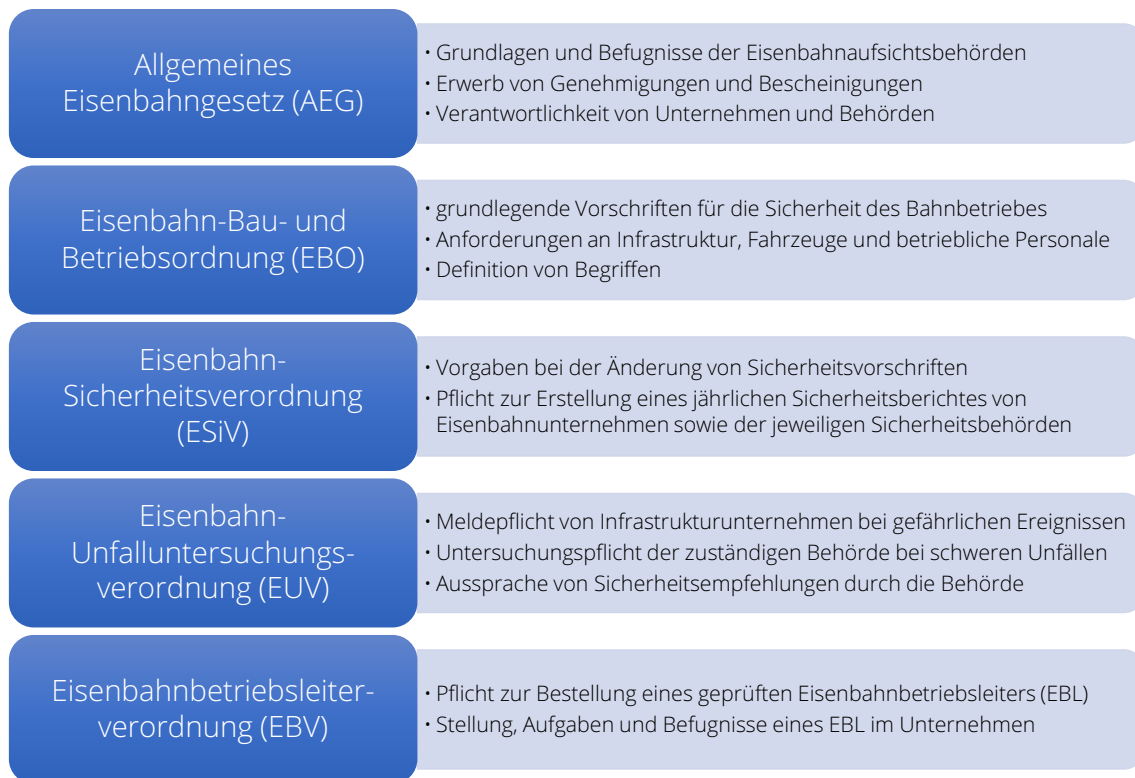 Allgemeines
Eisenbahngesetz (AEG)
• Grundlagen und Befugnisse der Eisenbahnaufsichtsbehörden
• Erwerb von Genehmigungen und Bescheinigungen
• Verantwortlichkeit von Unternehmen und Behörden
Eisenbahn-Bau- und
Betriebsordnung (EBO)
• grundlegende Vorschriften für die Sicherheit des Bahnbetriebes
• Anforderungen an Infrastruktur, Fahrzeuge und betriebliche Personale
• Definition von Begriffen
Eisenbahn-
Sicherheitsverordnung
(ESiV)
• Vorgaben bei der Änderung von Sicherheitsvorschriften
• Pflicht zur Erstellung eines jährlichen Sicherheitsberichtes von
Eisenbahnunternehmen sowie der jeweiligen Sicherheitsbehörden
Eisenbahn-
Unfalluntersuchungs-
verordnung (EUV)
• Meldepflicht von Infrastrukturunternehmen bei gefährlichen Ereignissen
• Untersuchungspflicht der zuständigen Behörde bei schweren Unfällen
• Aussprache von Sicherheitsempfehlungen durch die Behörde
Eisenbahnbetriebsleiter-
verordnung (EBV)
• Pflicht zur Bestellung eines geprüften Eisenbahnbetriebsleiters (EBL)
• Stellung, Aufgaben und Befugnisse eines EBL im Unternehmen